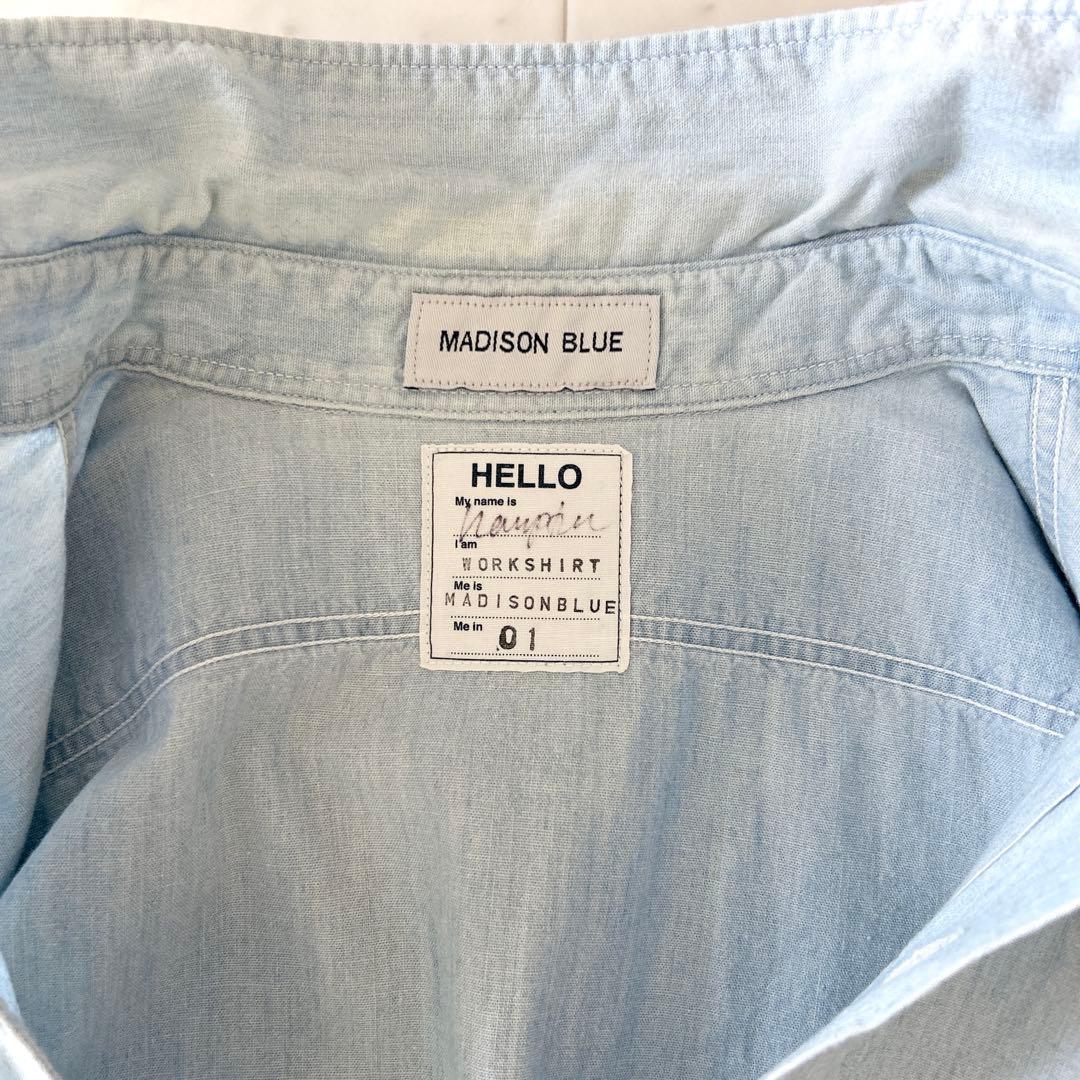 MADISON BLUE
HELLO
My name is
I am
WORKSHIRT
Me is
MADISONBLUE
Me in
01